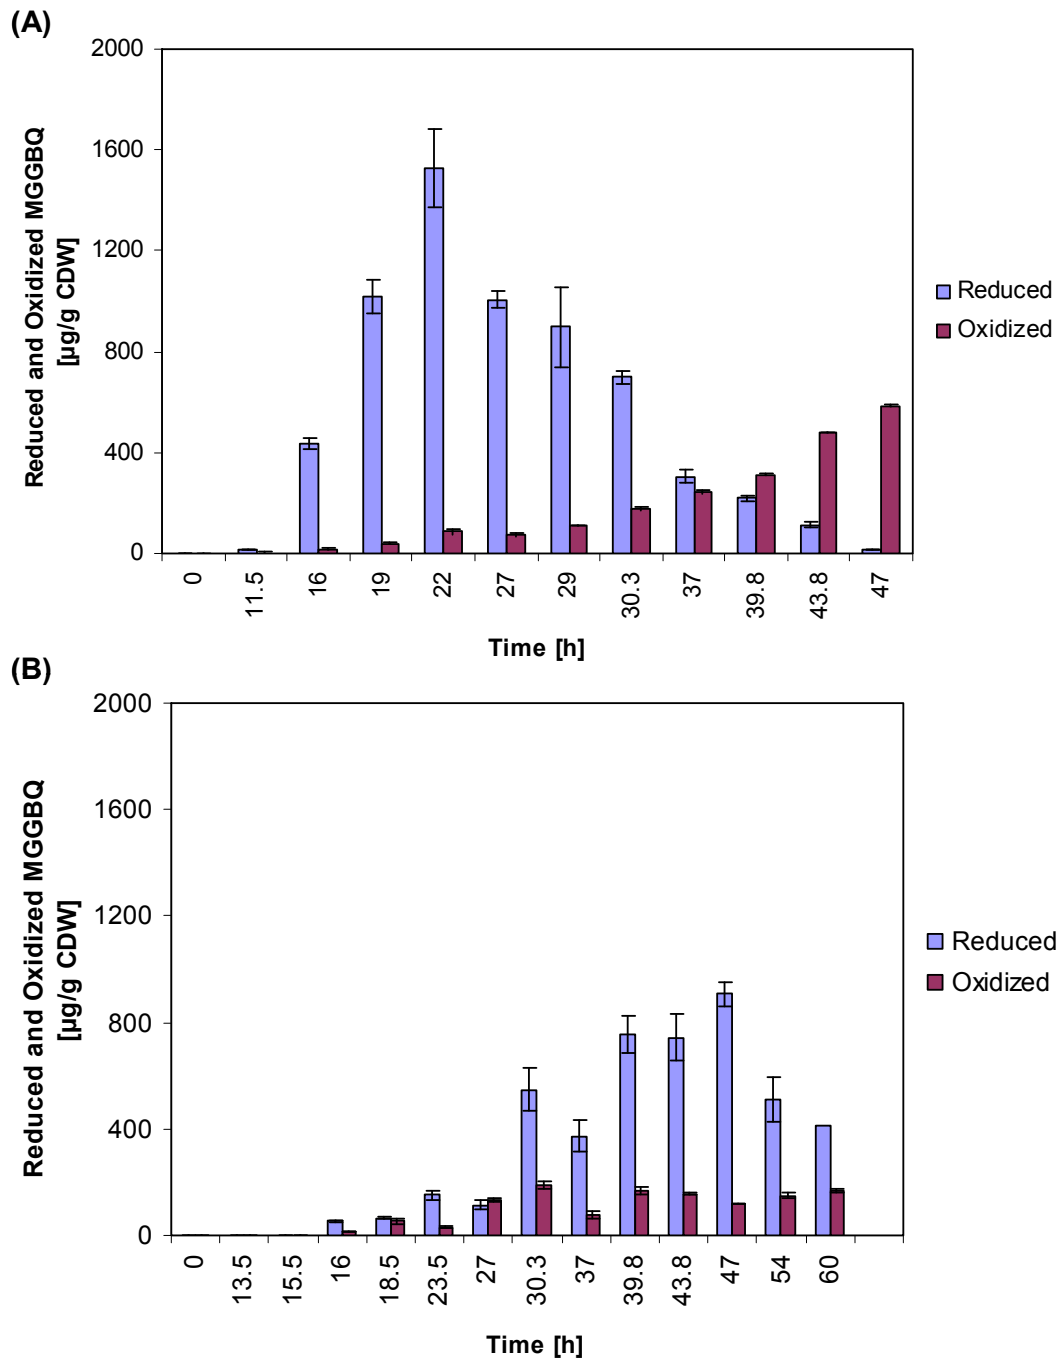 (A)
Reduced and Oxidized MGGBQ
[µg/g CDW]
2000
1600
1200
800
400
0
0 11.5 16 19 22 27 29 30.3 37 39.8 43.8 47
Time [h]
Reduced
Oxidized
(B)
Reduced and Oxidized MGGBQ
[µg/g CDW]
2000
1600
1200
800
400
0
0 13.5 15.5 16 18.5 23.5 27 30.3 37 39.8 43.8 47 54 60
Time [h]
Reduced
Oxidized